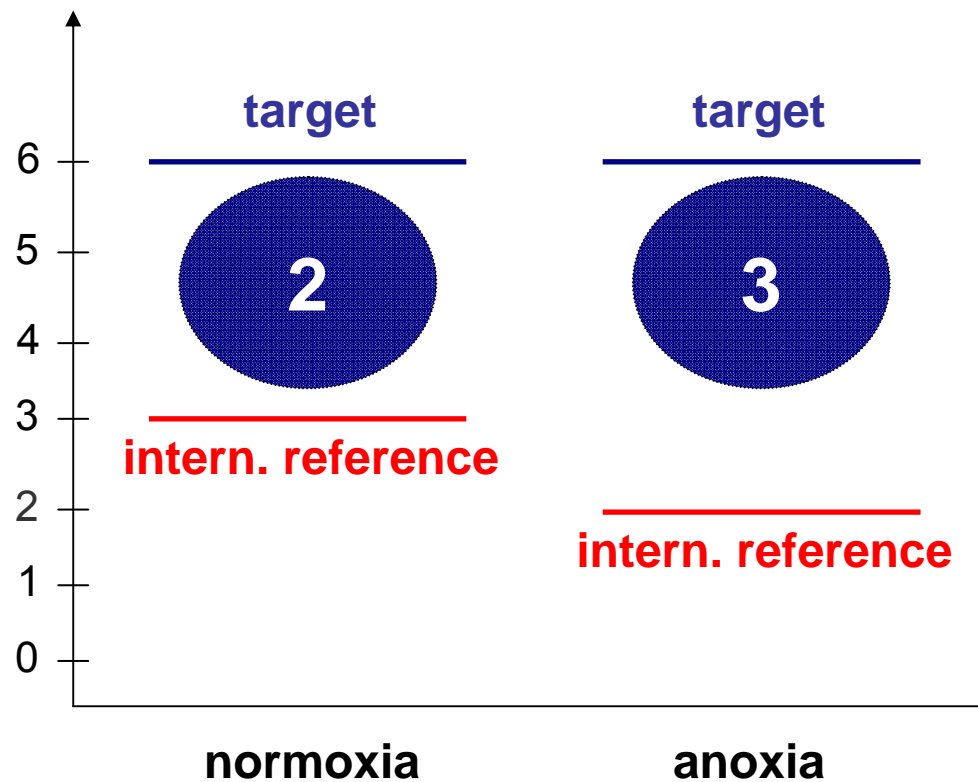 target target
6
5
2 3
4
3
intern. reference
2
intern. reference
1
0
normoxia anoxia